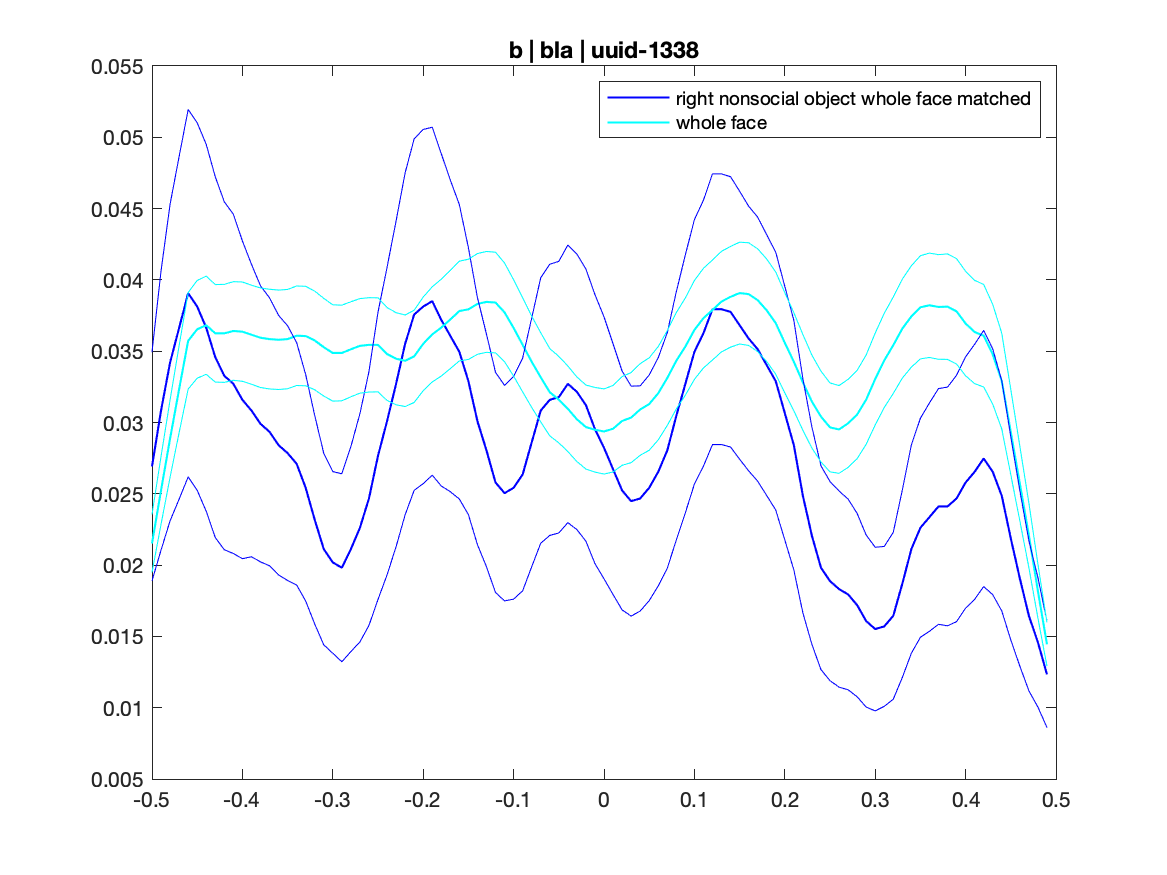 b | bla | uuid-1338
right nonsocial object whole face matched
whole face
0.055
0.05
0.045
0.04
0.035
0.03
0.025
0.02
0.015
0.01
0.005
-0.5 -0.4 -0.3 -0.2 -0.1 0 0.1 0.2 0.3 0.4 0.5